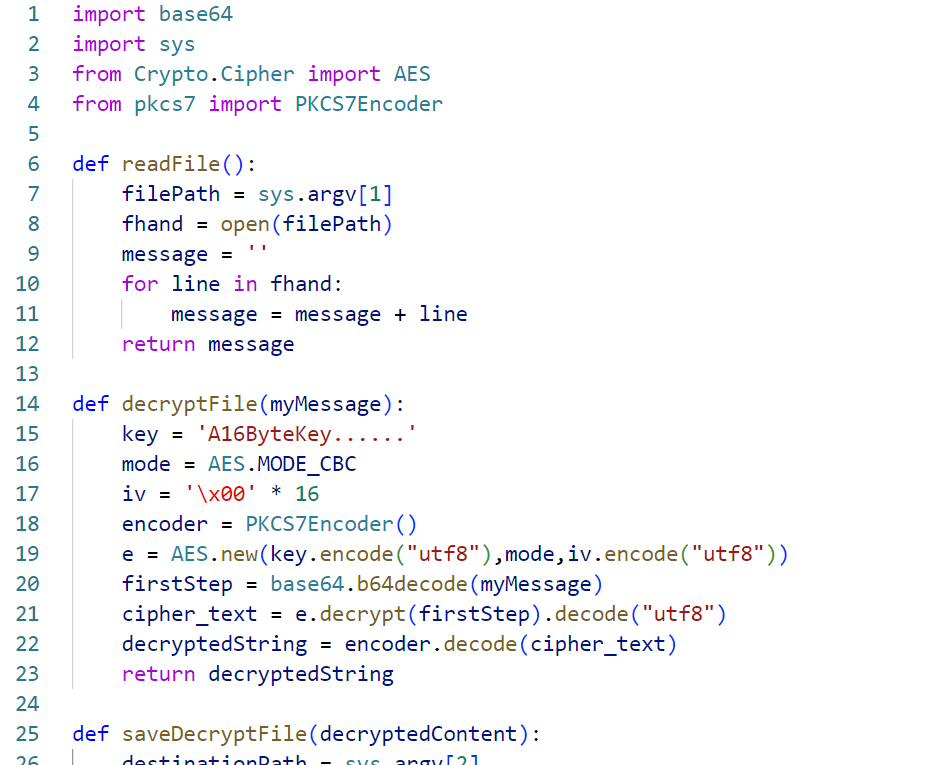 1 import base64
2 import sys
3 from Crypto.Cipher import AES
4 from pkcs7 import PKCS7Encoder
5
6 def readFile():
7     filePath = sys.argv[1]
8     fhand = open(filePath)
9     message = ''
10     for line in fhand:
11         message = message + line
12     return message
13
14 def decryptFile(myMessage):
15     key = 'A16ByteKey......'
16     mode = AES.MODE_CBC
17     iv = '\x00' * 16
18     encoder = PKCS7Encoder()
19     e = AES.new(key.encode("utf8"),mode,iv.encode("utf8"))
20     firstStep = base64.b64decode(myMessage)
21     cipher_text = e.decrypt(firstStep).decode("utf8")
22     decryptedString = encoder.decode(cipher_text)
23     return decryptedString
24
25 def saveDecryptFile(decryptedContent):
26     destinationPath = sys.argv[2]